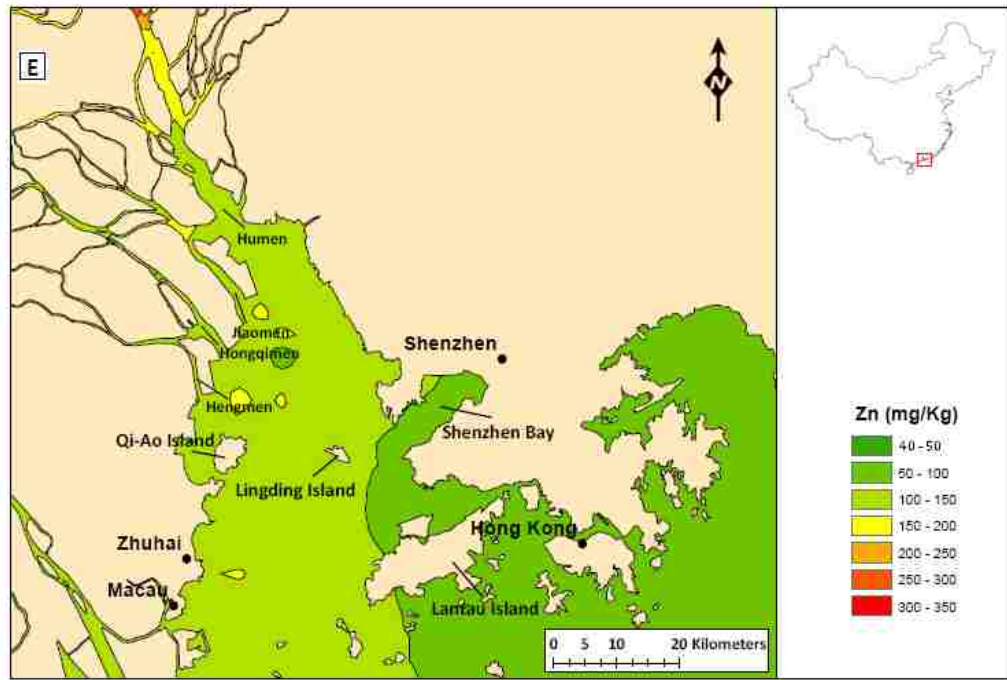 E
N
Humen
Jiaomen
Hongqimen
Shenzhen
Hengmen
Shenzhen Bay
Qi-Ao Island
Lingding Island
Hong Kong
Zhuhai
Macau
Lantau Island
0 5 10 20 Kilometers
Zn (mg/Kg)
40 - 50
50 - 100
100 - 150
150 - 200
200 - 250
250 - 300
300 - 350